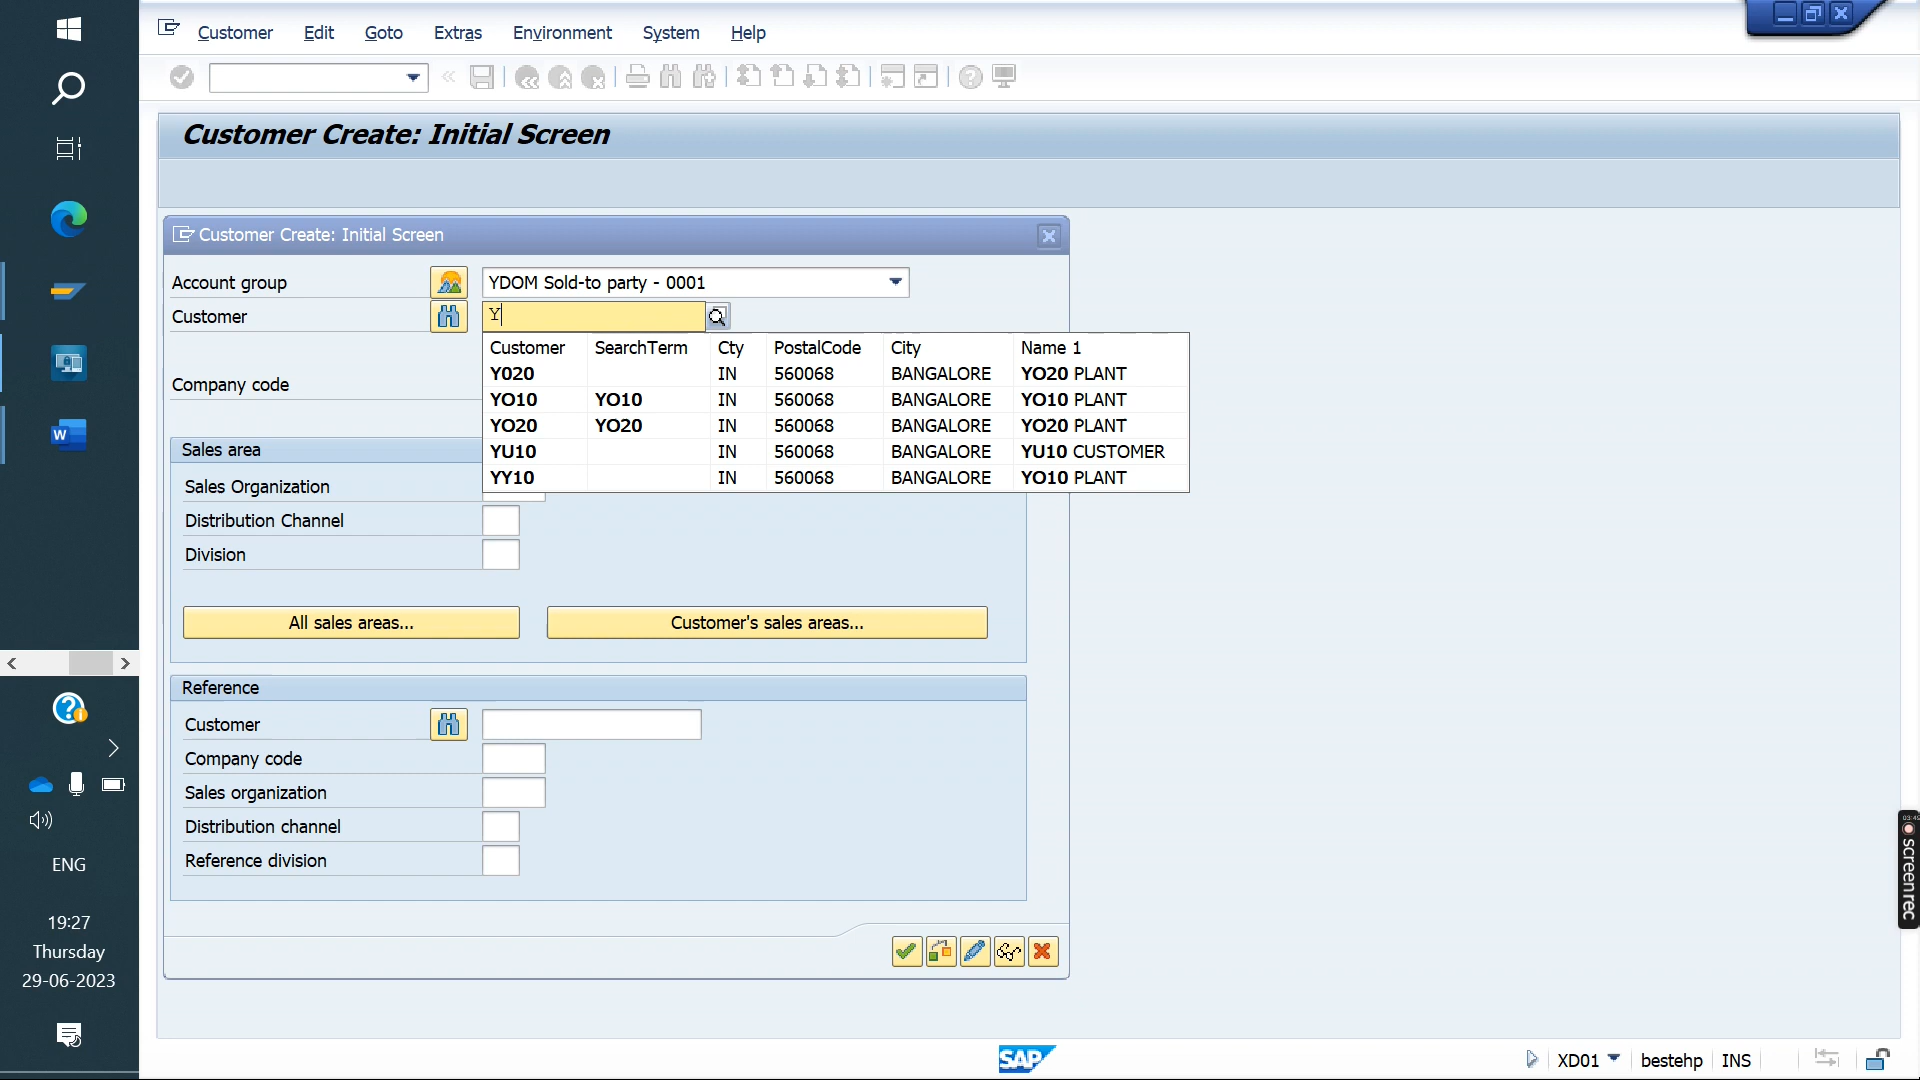 Customer Edit Goto Extras Environment System Help
Customer Create: Initial Screen
Customer Create: Initial Screen
Account group YDOM Sold-to party - 0001
Customer Y
Customer SearchTerm Cty PostalCode City Name 1
Y020 IN 560068 BANGALORE YO20 PLANT
YO10 YO10 IN 560068 BANGALORE YO10 PLANT
YO20 YO20 IN 560068 BANGALORE YO20 PLANT
YU10 IN 560068 BANGALORE YU10 CUSTOMER
YY10 IN 560068 BANGALORE YO10 PLANT
Company code
Sales area
Sales Organization
Distribution Channel
Division
All sales areas... Customer's sales areas...
Reference
Customer
Company code
Sales organization
Distribution channel
Reference division
ENG
19:27
Thursday
29-06-2023
screenrec
SAP
XD01 bestehp INS